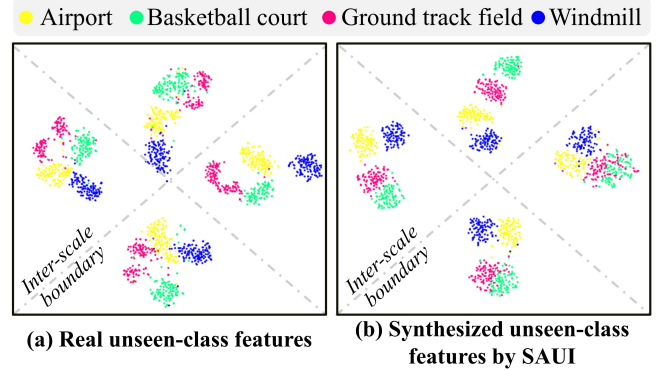 Airport Basketball court Ground track field Windmill
Inter-scale
boundary
Inter-scale
boundary
(a) Real unseen-class features
(b) Synthesized unseen-class
features by SAUI